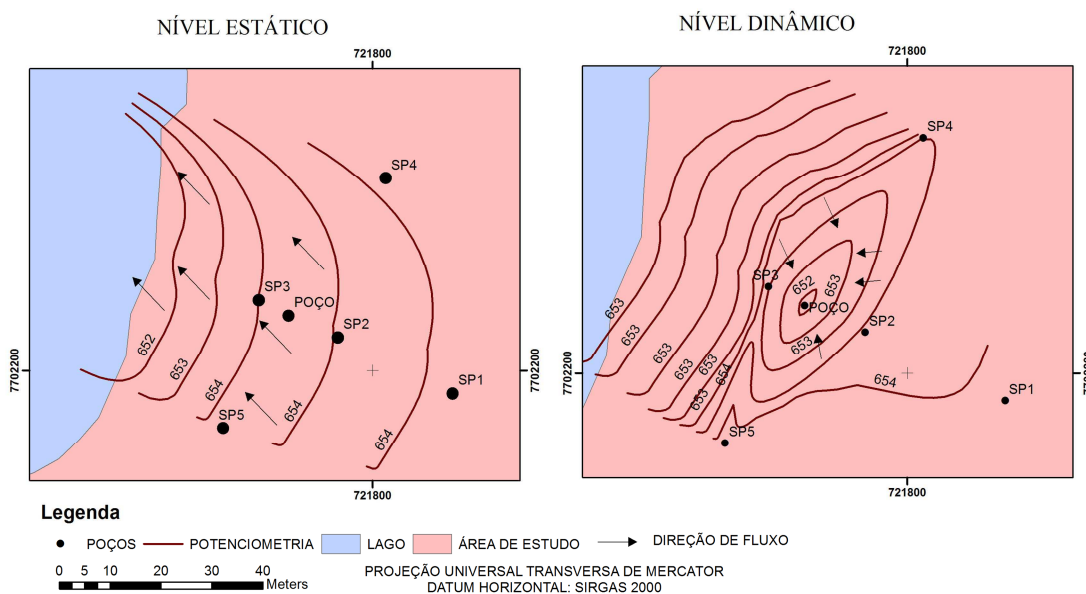 NÍVEL ESTÁTICO
NÍVEL DINÂMICO
721800
721800
SP4
SP3
POÇO
SP2
SP1
SP5
652
653
654
654
654
7702200
721800
SP4
SP3
652
653
POÇO
SP2
653
653
653
653
653
653
654
654
SP1
SP5
7702200
721800
Legenda
POÇOS
POTENCIOMETRIA
LAGO
ÁREA DE ESTUDO
DIREÇÃO DE FLUXO
0 5 10 20 30 40
Meters
PROJEÇÃO UNIVERSAL TRANSVERSA DE MERCATOR
DATUM HORIZONTAL: SIRGAS 2000